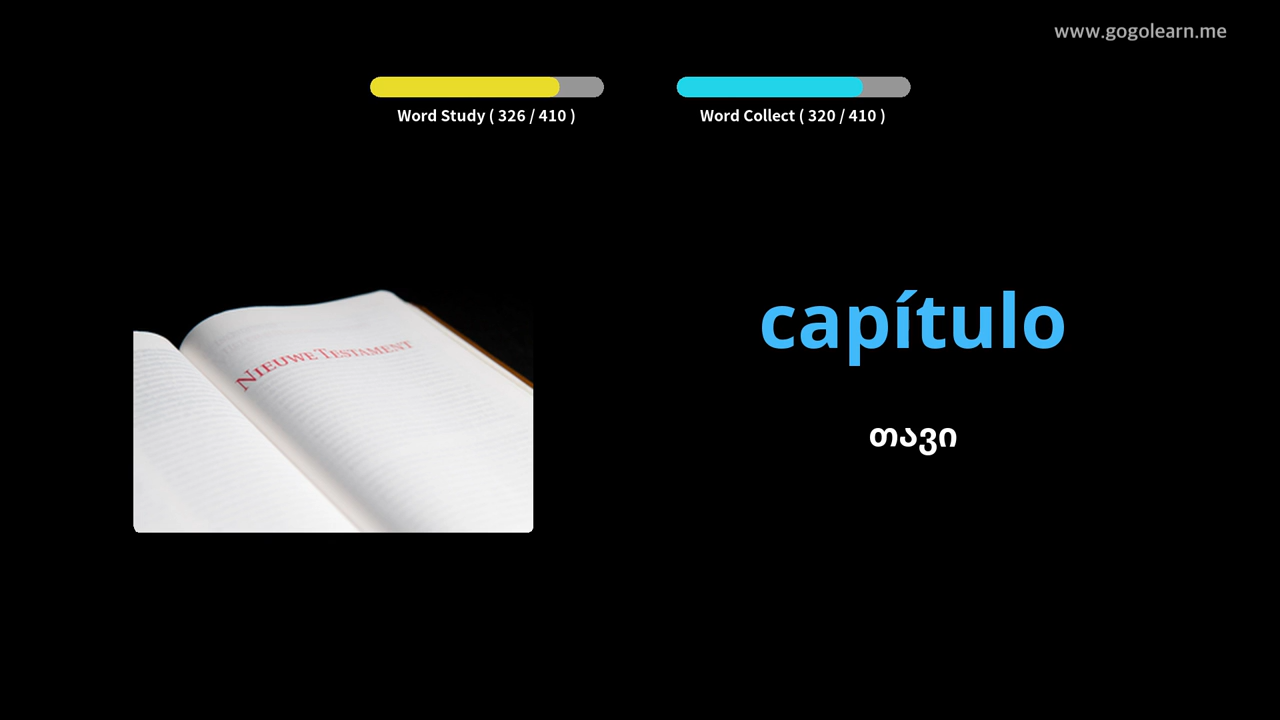 www.gogolearn.me
Word Study ( 326 / 410 )
Word Collect ( 320 / 410 )
NIEUWE TESTAMENT
capítulo
თავი